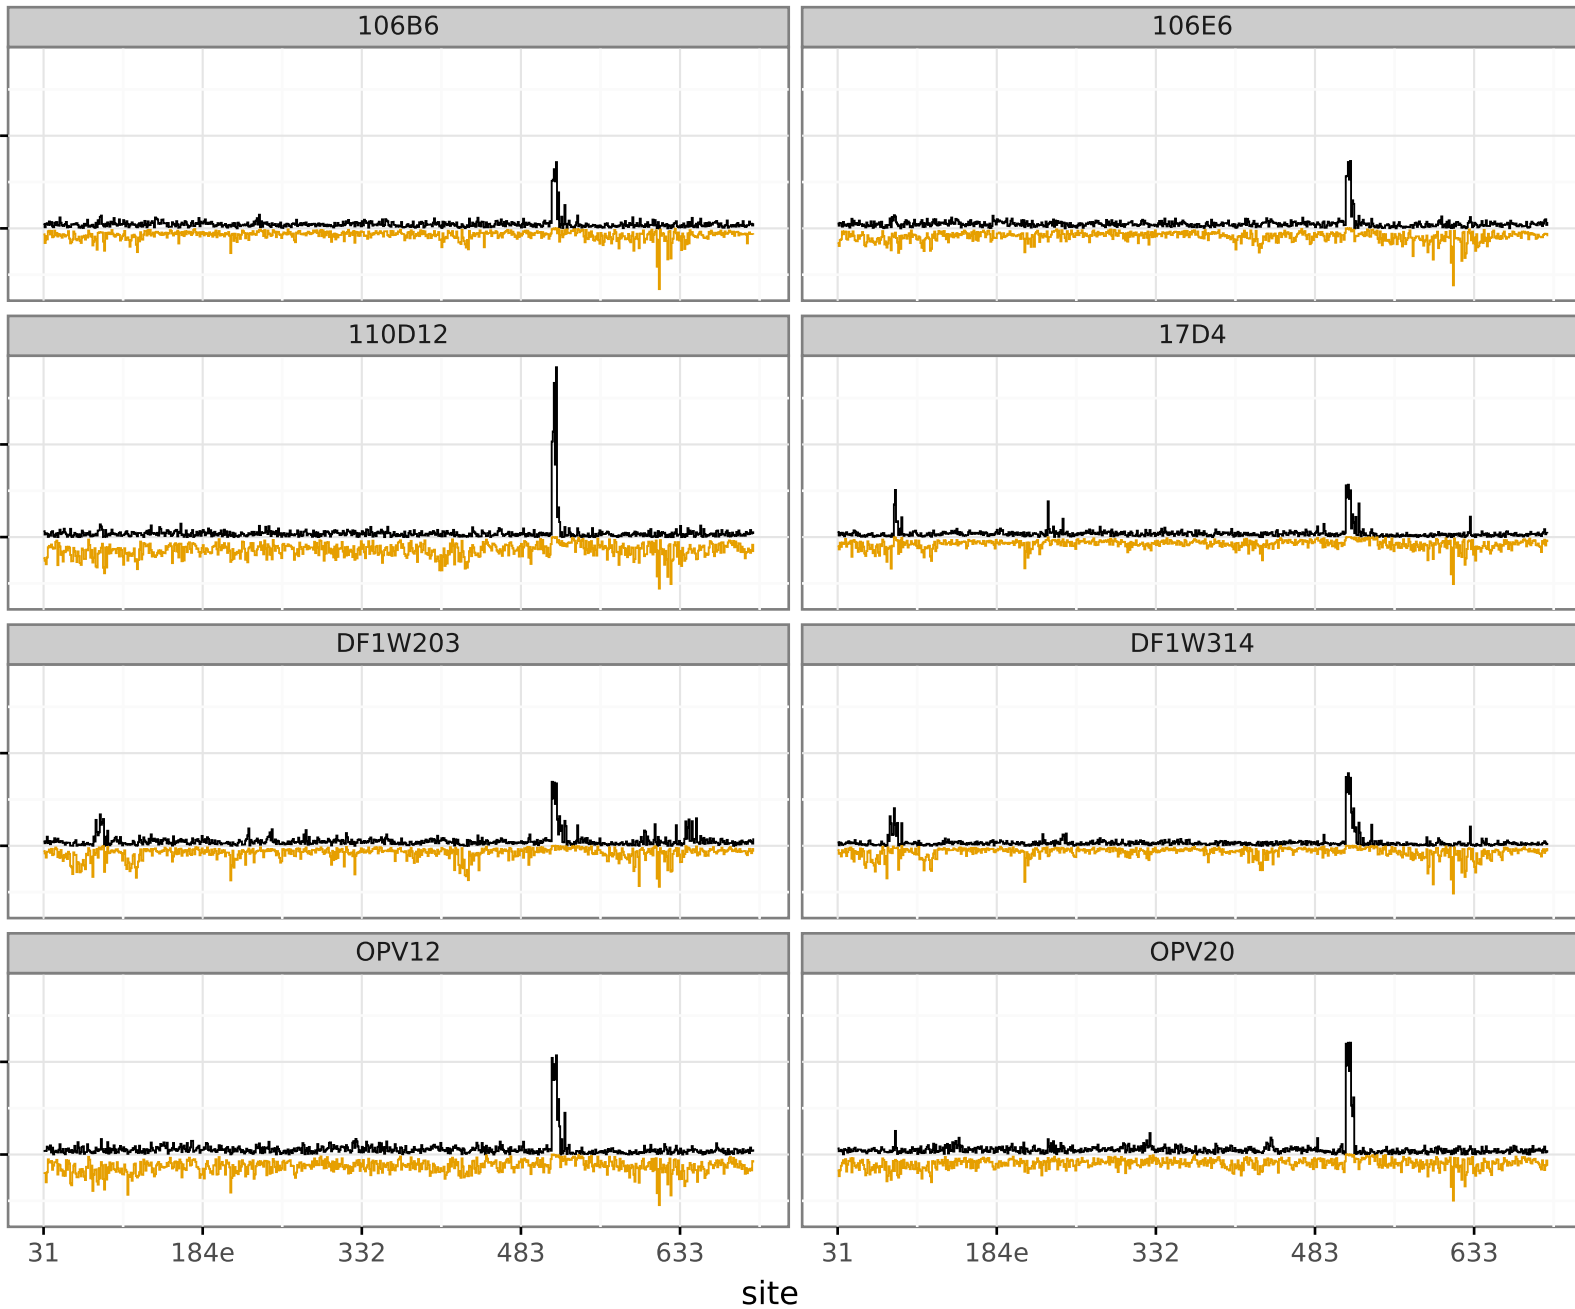 106B6 106E6
110D12 17D4
DF1W203 DF1W314
OPV12 OPV20
31 184e 332 483 633 31 184e 332 483 633
site